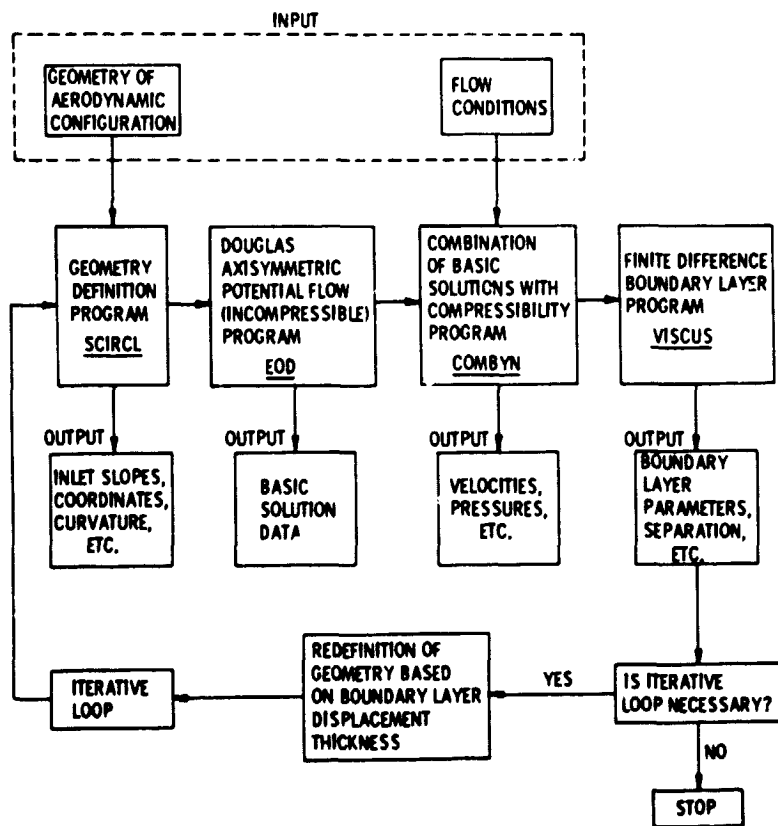 INPUT
GEOMETRY OF
AERODYNAMIC
CONFIGURATION
FLOW
CONDITIONS
GEOMETRY
DEFINITION
PROGRAM
SCIRCL
DOUGLAS
AXISYMMETRIC
POTENTIAL FLOW
(INCOMPRESSIBLE)
PROGRAM
EOD
COMBINATION
OF BASIC
SOLUTIONS WITH
COMPRESSIBILITY
PROGRAM
COMBYN
FINITE DIFFERENCE
BOUNDARY LAYER
PROGRAM
VISCUS
OUTPUT
INLET SLOPES,
COORDINATES,
CURVATURE,
ETC.
OUTPUT
BASIC
SOLUTION
DATA
OUTPUT
VELOCITIES,
PRESSURES,
ETC.
OUTPUT
BOUNDARY
LAYER
PARAMETERS,
SEPARATION,
ETC.
IS ITERATIVE
LOOP NECESSARY?
YES
REDEFINITION OF
GEOMETRY BASED
ON BOUNDARY LAYER
DISPLACEMENT
THICKNESS
ITERATIVE
LOOP
NO
STOP